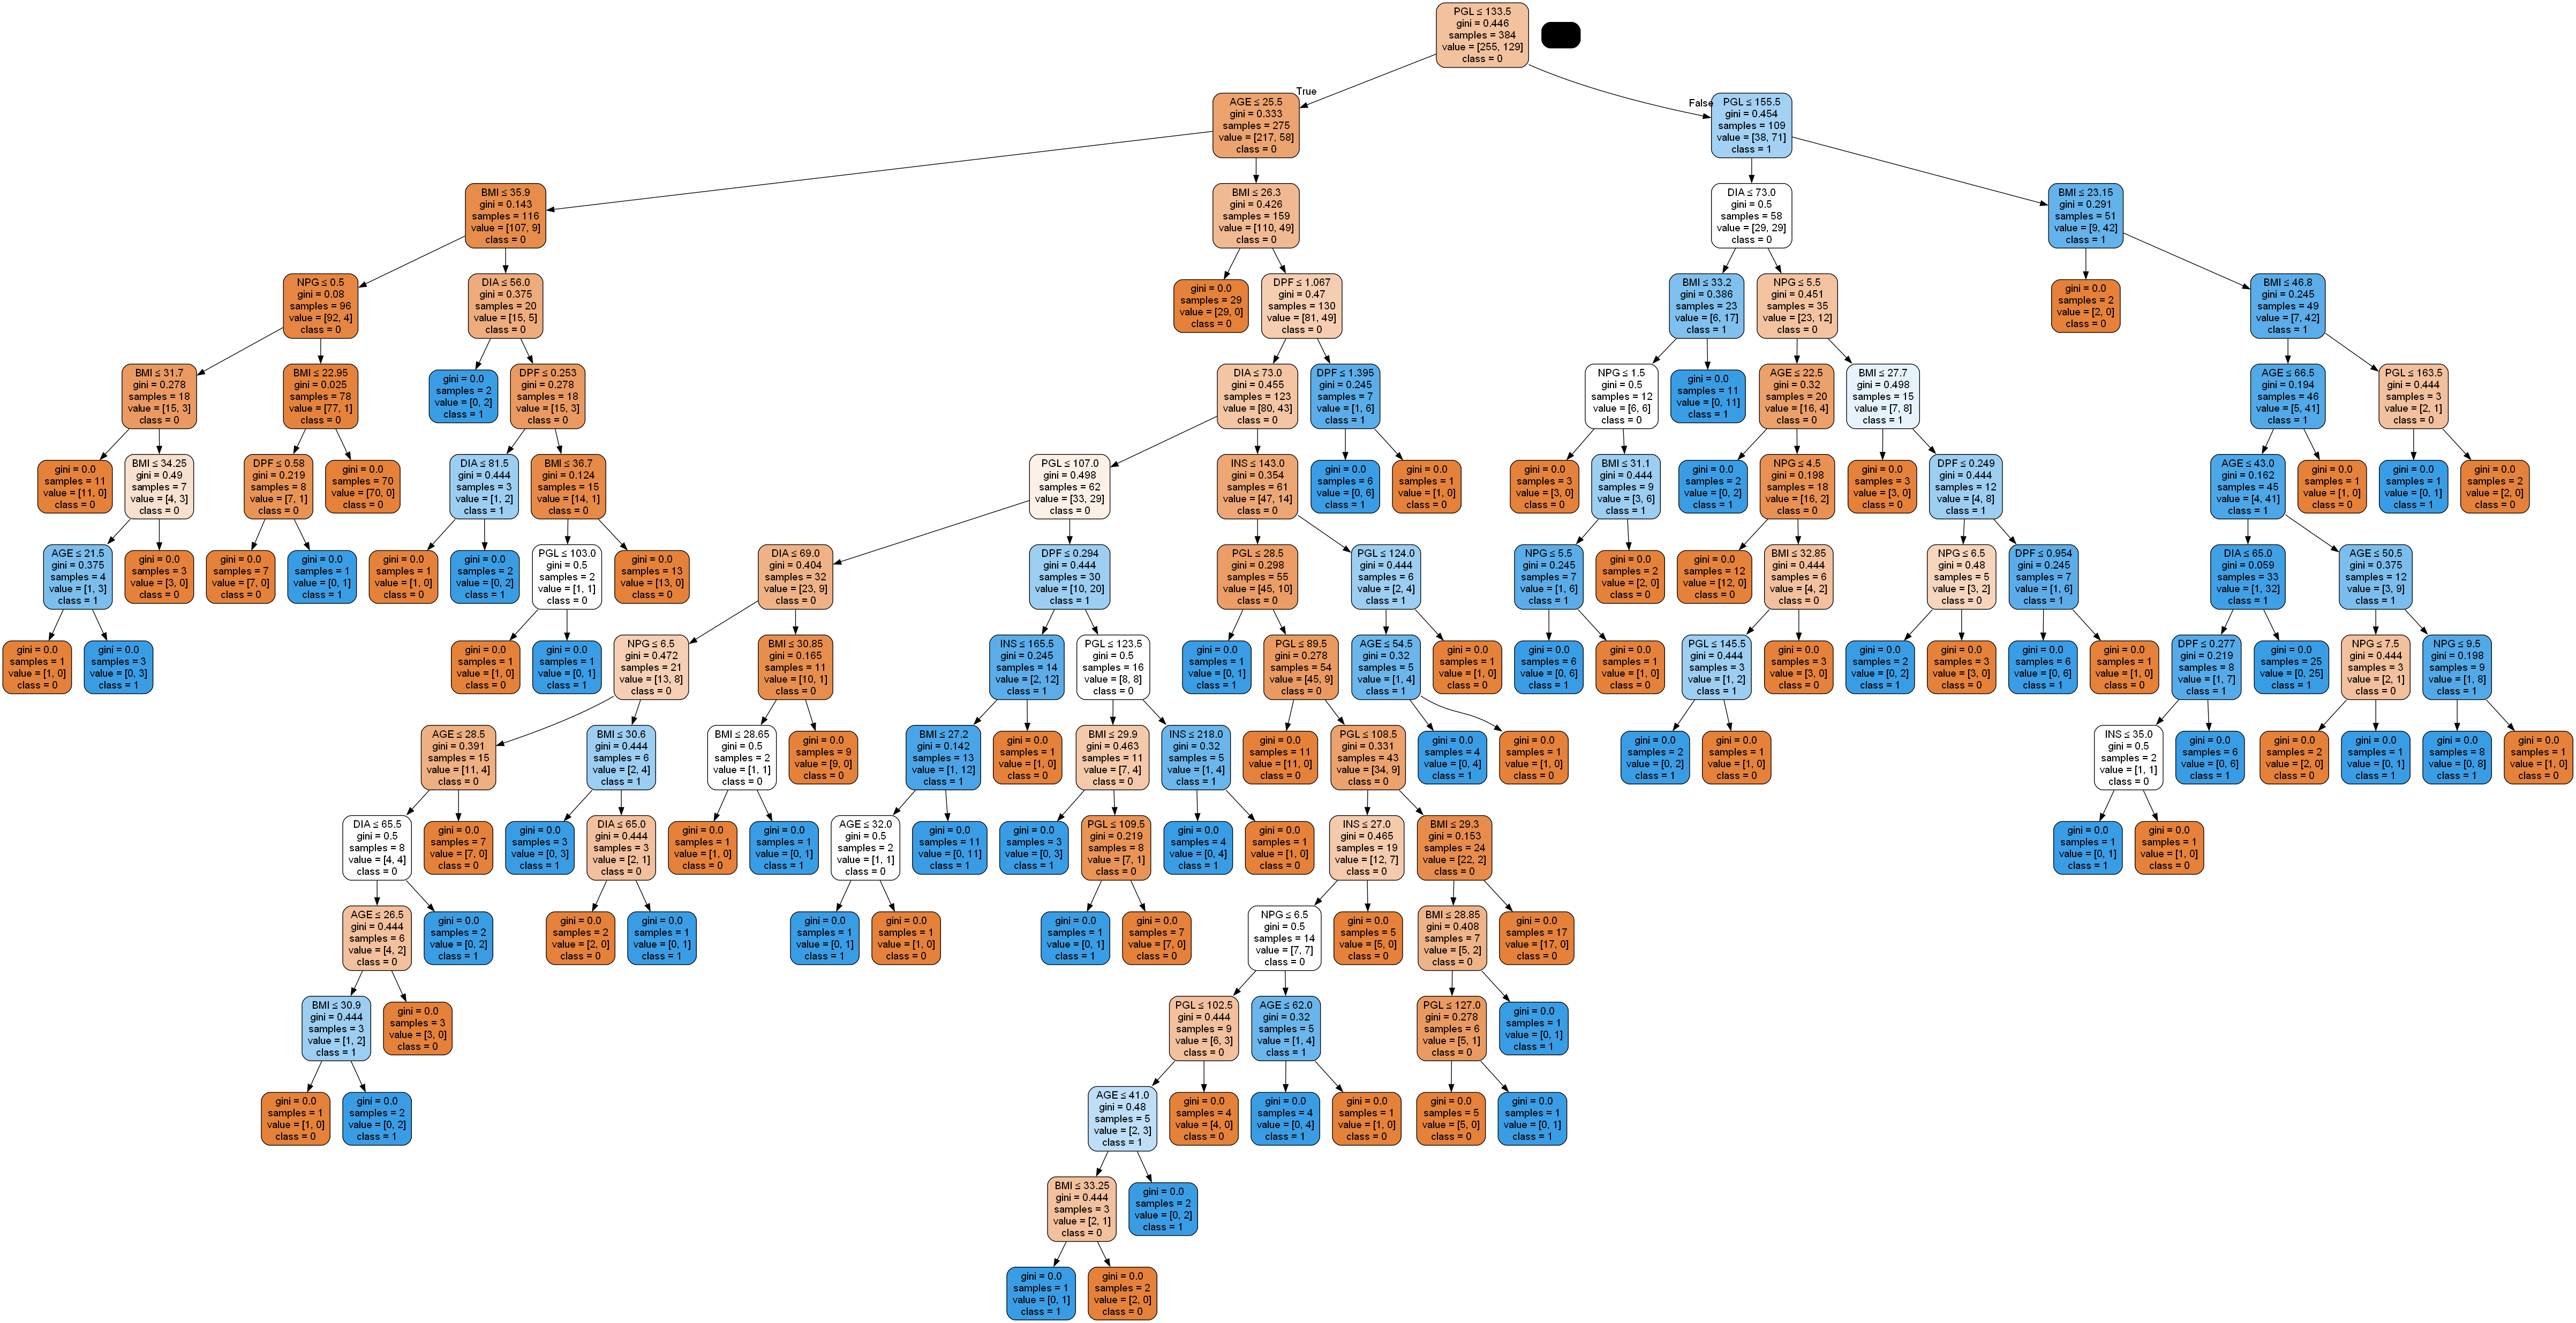 PGL ≤ 133.5
gini = 0.446
samples = 384
value = [255, 129]
class = 0
True
False
AGE ≤ 25.5
gini = 0.333
samples = 275
value = [217, 58]
class = 0
PGL ≤ 155.5
gini = 0.454
samples = 109
value = [38, 71]
class = 1
BMI ≤ 35.9
gini = 0.143
samples = 116
value = [107, 9]
class = 0
BMI ≤ 26.3
gini = 0.426
samples = 159
value = [110, 49]
class = 0
DIA ≤ 73.0
gini = 0.5
samples = 58
value = [29, 29]
class = 0
BMI ≤ 23.15
gini = 0.291
samples = 51
value = [9, 42]
class = 1
NPG ≤ 0.5
gini = 0.08
samples = 96
value = [92, 4]
class = 0
DIA ≤ 56.0
gini = 0.375
samples = 20
value = [15, 5]
class = 0
gini = 0.0
samples = 29
value = [29, 0]
class = 0
DPF ≤ 1.067
gini = 0.47
samples = 130
value = [81, 49]
class = 0
BMI ≤ 33.2
gini = 0.386
samples = 23
value = [6, 17]
class = 1
NPG ≤ 5.5
gini = 0.451
samples = 35
value = [23, 12]
class = 0
gini = 0.0
samples = 2
value = [2, 0]
class = 0
BMI ≤ 46.8
gini = 0.245
samples = 49
value = [7, 42]
class = 1
BMI ≤ 31.7
gini = 0.278
samples = 18
value = [15, 3]
class = 0
BMI ≤ 22.95
gini = 0.025
samples = 78
value = [77, 1]
class = 0
gini = 0.0
samples = 2
value = [0, 2]
class = 1
DPF ≤ 0.253
gini = 0.278
samples = 18
value = [15, 3]
class = 0
DIA ≤ 73.0
gini = 0.455
samples = 123
value = [80, 43]
class = 0
DPF ≤ 1.395
gini = 0.245
samples = 7
value = [1, 6]
class = 1
NPG ≤ 1.5
gini = 0.5
samples = 12
value = [6, 6]
class = 0
gini = 0.0
samples = 11
value = [0, 11]
class = 1
AGE ≤ 22.5
gini = 0.32
samples = 20
value = [16, 4]
class = 0
BMI ≤ 27.7
gini = 0.498
samples = 15
value = [7, 8]
class = 1
AGE ≤ 66.5
gini = 0.194
samples = 46
value = [5, 41]
class = 1
PGL ≤ 163.5
gini = 0.444
samples = 3
value = [2, 1]
class = 0
gini = 0.0
samples = 11
value = [11, 0]
class = 0
BMI ≤ 34.25
gini = 0.49
samples = 7
value = [4, 3]
class = 0
DPF ≤ 0.58
gini = 0.219
samples = 8
value = [7, 1]
class = 0
gini = 0.0
samples = 70
value = [70, 0]
class = 0
DIA ≤ 81.5
gini = 0.444
samples = 3
value = [1, 2]
class = 1
BMI ≤ 36.7
gini = 0.124
samples = 15
value = [14, 1]
class = 0
PGL ≤ 107.0
gini = 0.498
samples = 62
value = [33, 29]
class = 0
INS ≤ 143.0
gini = 0.354
samples = 61
value = [47, 14]
class = 0
gini = 0.0
samples = 6
value = [0, 6]
class = 1
gini = 0.0
samples = 1
value = [1, 0]
class = 0
gini = 0.0
samples = 3
value = [3, 0]
class = 0
BMI ≤ 31.1
gini = 0.444
samples = 9
value = [3, 6]
class = 1
gini = 0.0
samples = 2
value = [0, 2]
class = 1
NPG ≤ 4.5
gini = 0.198
samples = 18
value = [16, 2]
class = 0
gini = 0.0
samples = 3
value = [3, 0]
class = 0
DPF ≤ 0.249
gini = 0.444
samples = 12
value = [4, 8]
class = 1
AGE ≤ 43.0
gini = 0.162
samples = 45
value = [4, 41]
class = 1
gini = 0.0
samples = 1
value = [1, 0]
class = 0
gini = 0.0
samples = 1
value = [0, 1]
class = 1
gini = 0.0
samples = 2
value = [2, 0]
class = 0
AGE ≤ 21.5
gini = 0.375
samples = 4
value = [1, 3]
class = 1
gini = 0.0
samples = 3
value = [3, 0]
class = 0
gini = 0.0
samples = 7
value = [7, 0]
class = 0
gini = 0.0
samples = 1
value = [0, 1]
class = 1
gini = 0.0
samples = 1
value = [1, 0]
class = 0
gini = 0.0
samples = 2
value = [0, 2]
class = 1
PGL ≤ 103.0
gini = 0.5
samples = 2
value = [1, 1]
class = 0
gini = 0.0
samples = 13
value = [13, 0]
class = 0
DIA ≤ 69.0
gini = 0.404
samples = 32
value = [23, 9]
class = 0
DPF ≤ 0.294
gini = 0.444
samples = 30
value = [10, 20]
class = 1
PGL ≤ 28.5
gini = 0.298
samples = 55
value = [45, 10]
class = 0
PGL ≤ 124.0
gini = 0.444
samples = 6
value = [2, 4]
class = 1
NPG ≤ 5.5
gini = 0.245
samples = 7
value = [1, 6]
class = 1
gini = 0.0
samples = 2
value = [2, 0]
class = 0
gini = 0.0
samples = 12
value = [12, 0]
class = 0
BMI ≤ 32.85
gini = 0.444
samples = 6
value = [4, 2]
class = 0
NPG ≤ 6.5
gini = 0.48
samples = 5
value = [3, 2]
class = 0
DPF ≤ 0.954
gini = 0.245
samples = 7
value = [1, 6]
class = 1
DIA ≤ 65.0
gini = 0.059
samples = 33
value = [1, 32]
class = 1
AGE ≤ 50.5
gini = 0.375
samples = 12
value = [3, 9]
class = 1
gini = 0.0
samples = 1
value = [1, 0]
class = 0
gini = 0.0
samples = 3
value = [0, 3]
class = 1
gini = 0.0
samples = 1
value = [1, 0]
class = 0
gini = 0.0
samples = 1
value = [0, 1]
class = 1
NPG ≤ 6.5
gini = 0.472
samples = 21
value = [13, 8]
class = 0
BMI ≤ 30.85
gini = 0.165
samples = 11
value = [10, 1]
class = 0
INS ≤ 165.5
gini = 0.245
samples = 14
value = [2, 12]
class = 1
PGL ≤ 123.5
gini = 0.5
samples = 16
value = [8, 8]
class = 0
gini = 0.0
samples = 1
value = [0, 1]
class = 1
PGL ≤ 89.5
gini = 0.278
samples = 54
value = [45, 9]
class = 0
AGE ≤ 54.5
gini = 0.32
samples = 5
value = [1, 4]
class = 1
gini = 0.0
samples = 1
value = [1, 0]
class = 0
gini = 0.0
samples = 6
value = [0, 6]
class = 1
gini = 0.0
samples = 1
value = [1, 0]
class = 0
PGL ≤ 145.5
gini = 0.444
samples = 3
value = [1, 2]
class = 1
gini = 0.0
samples = 3
value = [3, 0]
class = 0
gini = 0.0
samples = 2
value = [0, 2]
class = 1
gini = 0.0
samples = 3
value = [3, 0]
class = 0
gini = 0.0
samples = 6
value = [0, 6]
class = 1
gini = 0.0
samples = 1
value = [1, 0]
class = 0
DPF ≤ 0.277
gini = 0.219
samples = 8
value = [1, 7]
class = 1
gini = 0.0
samples = 25
value = [0, 25]
class = 1
NPG ≤ 7.5
gini = 0.444
samples = 3
value = [2, 1]
class = 0
NPG ≤ 9.5
gini = 0.198
samples = 9
value = [1, 8]
class = 1
AGE ≤ 28.5
gini = 0.391
samples = 15
value = [11, 4]
class = 0
BMI ≤ 30.6
gini = 0.444
samples = 6
value = [2, 4]
class = 1
BMI ≤ 28.65
gini = 0.5
samples = 2
value = [1, 1]
class = 0
gini = 0.0
samples = 9
value = [9, 0]
class = 0
BMI ≤ 27.2
gini = 0.142
samples = 13
value = [1, 12]
class = 1
gini = 0.0
samples = 1
value = [1, 0]
class = 0
BMI ≤ 29.9
gini = 0.463
samples = 11
value = [7, 4]
class = 0
INS ≤ 218.0
gini = 0.32
samples = 5
value = [1, 4]
class = 1
gini = 0.0
samples = 11
value = [11, 0]
class = 0
PGL ≤ 108.5
gini = 0.331
samples = 43
value = [34, 9]
class = 0
gini = 0.0
samples = 4
value = [0, 4]
class = 1
gini = 0.0
samples = 1
value = [1, 0]
class = 0
gini = 0.0
samples = 2
value = [0, 2]
class = 1
gini = 0.0
samples = 1
value = [1, 0]
class = 0
INS ≤ 35.0
gini = 0.5
samples = 2
value = [1, 1]
class = 0
gini = 0.0
samples = 6
value = [0, 6]
class = 1
gini = 0.0
samples = 2
value = [2, 0]
class = 0
gini = 0.0
samples = 1
value = [0, 1]
class = 1
gini = 0.0
samples = 8
value = [0, 8]
class = 1
gini = 0.0
samples = 1
value = [1, 0]
class = 0
DIA ≤ 65.5
gini = 0.5
samples = 8
value = [4, 4]
class = 0
gini = 0.0
samples = 7
value = [7, 0]
class = 0
gini = 0.0
samples = 3
value = [0, 3]
class = 1
DIA ≤ 65.0
gini = 0.444
samples = 3
value = [2, 1]
class = 0
gini = 0.0
samples = 1
value = [1, 0]
class = 0
gini = 0.0
samples = 1
value = [0, 1]
class = 1
AGE ≤ 32.0
gini = 0.5
samples = 2
value = [1, 1]
class = 0
gini = 0.0
samples = 11
value = [0, 11]
class = 1
gini = 0.0
samples = 3
value = [0, 3]
class = 1
PGL ≤ 109.5
gini = 0.219
samples = 8
value = [7, 1]
class = 0
gini = 0.0
samples = 4
value = [0, 4]
class = 1
gini = 0.0
samples = 1
value = [1, 0]
class = 0
INS ≤ 27.0
gini = 0.465
samples = 19
value = [12, 7]
class = 0
BMI ≤ 29.3
gini = 0.153
samples = 24
value = [22, 2]
class = 0
gini = 0.0
samples = 1
value = [0, 1]
class = 1
gini = 0.0
samples = 1
value = [1, 0]
class = 0
AGE ≤ 26.5
gini = 0.444
samples = 6
value = [4, 2]
class = 0
gini = 0.0
samples = 2
value = [0, 2]
class = 1
gini = 0.0
samples = 2
value = [2, 0]
class = 0
gini = 0.0
samples = 1
value = [0, 1]
class = 1
gini = 0.0
samples = 1
value = [0, 1]
class = 1
gini = 0.0
samples = 1
value = [1, 0]
class = 0
gini = 0.0
samples = 1
value = [0, 1]
class = 1
gini = 0.0
samples = 7
value = [7, 0]
class = 0
NPG ≤ 6.5
gini = 0.5
samples = 14
value = [7, 7]
class = 0
gini = 0.0
samples = 5
value = [5, 0]
class = 0
BMI ≤ 28.85
gini = 0.408
samples = 7
value = [5, 2]
class = 0
gini = 0.0
samples = 17
value = [17, 0]
class = 0
BMI ≤ 30.9
gini = 0.444
samples = 3
value = [1, 2]
class = 1
gini = 0.0
samples = 3
value = [3, 0]
class = 0
PGL ≤ 102.5
gini = 0.444
samples = 9
value = [6, 3]
class = 0
AGE ≤ 62.0
gini = 0.32
samples = 5
value = [1, 4]
class = 1
PGL ≤ 127.0
gini = 0.278
samples = 6
value = [5, 1]
class = 0
gini = 0.0
samples = 1
value = [0, 1]
class = 1
gini = 0.0
samples = 1
value = [1, 0]
class = 0
gini = 0.0
samples = 2
value = [0, 2]
class = 1
AGE ≤ 41.0
gini = 0.48
samples = 5
value = [2, 3]
class = 1
gini = 0.0
samples = 4
value = [4, 0]
class = 0
gini = 0.0
samples = 4
value = [0, 4]
class = 1
gini = 0.0
samples = 1
value = [1, 0]
class = 0
gini = 0.0
samples = 5
value = [5, 0]
class = 0
gini = 0.0
samples = 1
value = [0, 1]
class = 1
BMI ≤ 33.25
gini = 0.444
samples = 3
value = [2, 1]
class = 0
gini = 0.0
samples = 2
value = [0, 2]
class = 1
gini = 0.0
samples = 1
value = [0, 1]
class = 1
gini = 0.0
samples = 2
value = [2, 0]
class = 0